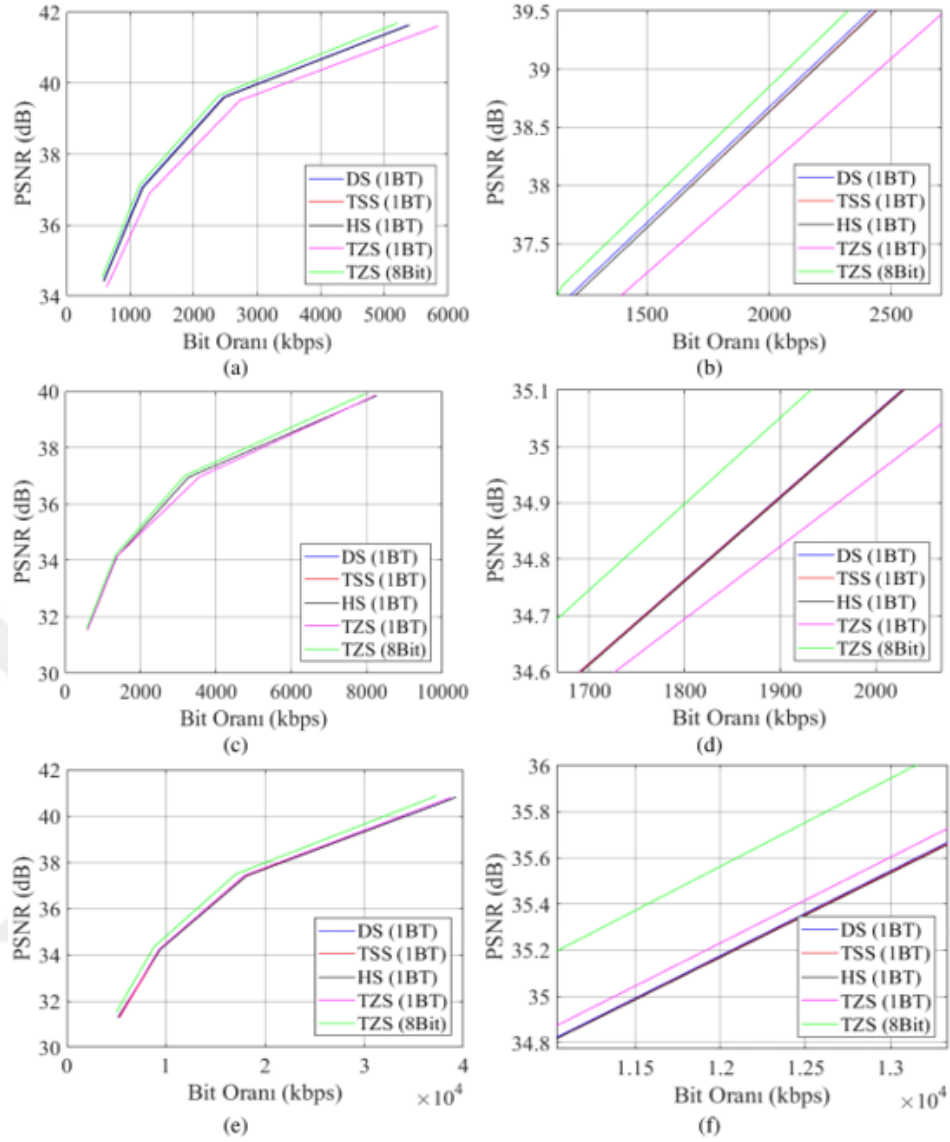 42
40
38
36
34
PSNR (dB)
0 1000 2000 3000 4000 5000 6000
Bit Oranı (kbps)
DS (1BT)
TSS (1BT)
HS (1BT)
TZS (1BT)
TZS (8Bit)
(a)
39.5
39
38.5
38
37.5
PSNR (dB)
1500 2000 2500
Bit Oranı (kbps)
DS (1BT)
TSS (1BT)
HS (1BT)
TZS (1BT)
TZS (8Bit)
(b)
40
38
36
34
32
30
PSNR (dB)
0 2000 4000 6000 8000 10000
Bit Oranı (kbps)
DS (1BT)
TSS (1BT)
HS (1BT)
TZS (1BT)
TZS (8Bit)
(c)
35.1
35
34.9
34.8
34.7
34.6
PSNR (dB)
1700 1800 1900 2000
Bit Oranı (kbps)
DS (1BT)
TSS (1BT)
HS (1BT)
TZS (1BT)
TZS (8Bit)
(d)
42
40
38
36
34
32
30
PSNR (dB)
0 1 2 3 4
Bit Oranı (kbps)
×10⁴
DS (1BT)
TSS (1BT)
HS (1BT)
TZS (1BT)
TZS (8Bit)
(e)
36
35.8
35.6
35.4
35.2
35
34.8
PSNR (dB)
1.15 1.2 1.25 1.3
Bit Oranı (kbps)
×10⁴
DS (1BT)
TSS (1BT)
HS (1BT)
TZS (1BT)
TZS (8Bit)
(f)